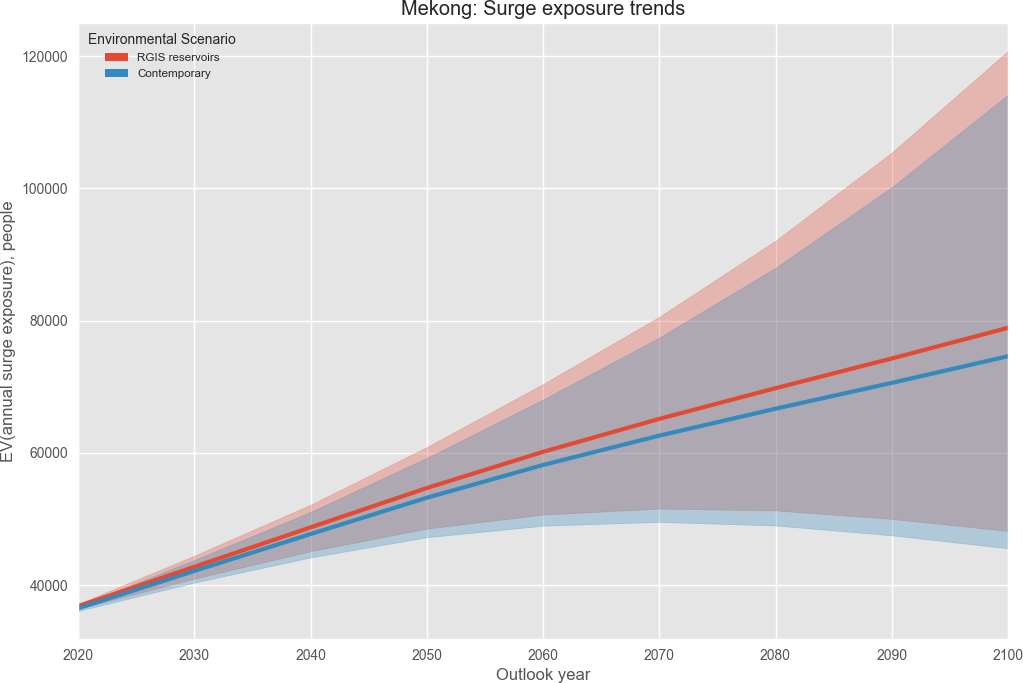 Mekong: Surge exposure trends
Environmental Scenario
RGIS reservoirs
Contemporary
EV(annual surge exposure), people
120000
100000
80000
60000
40000
2020 2030 2040 2050 2060 2070 2080 2090 2100
Outlook year